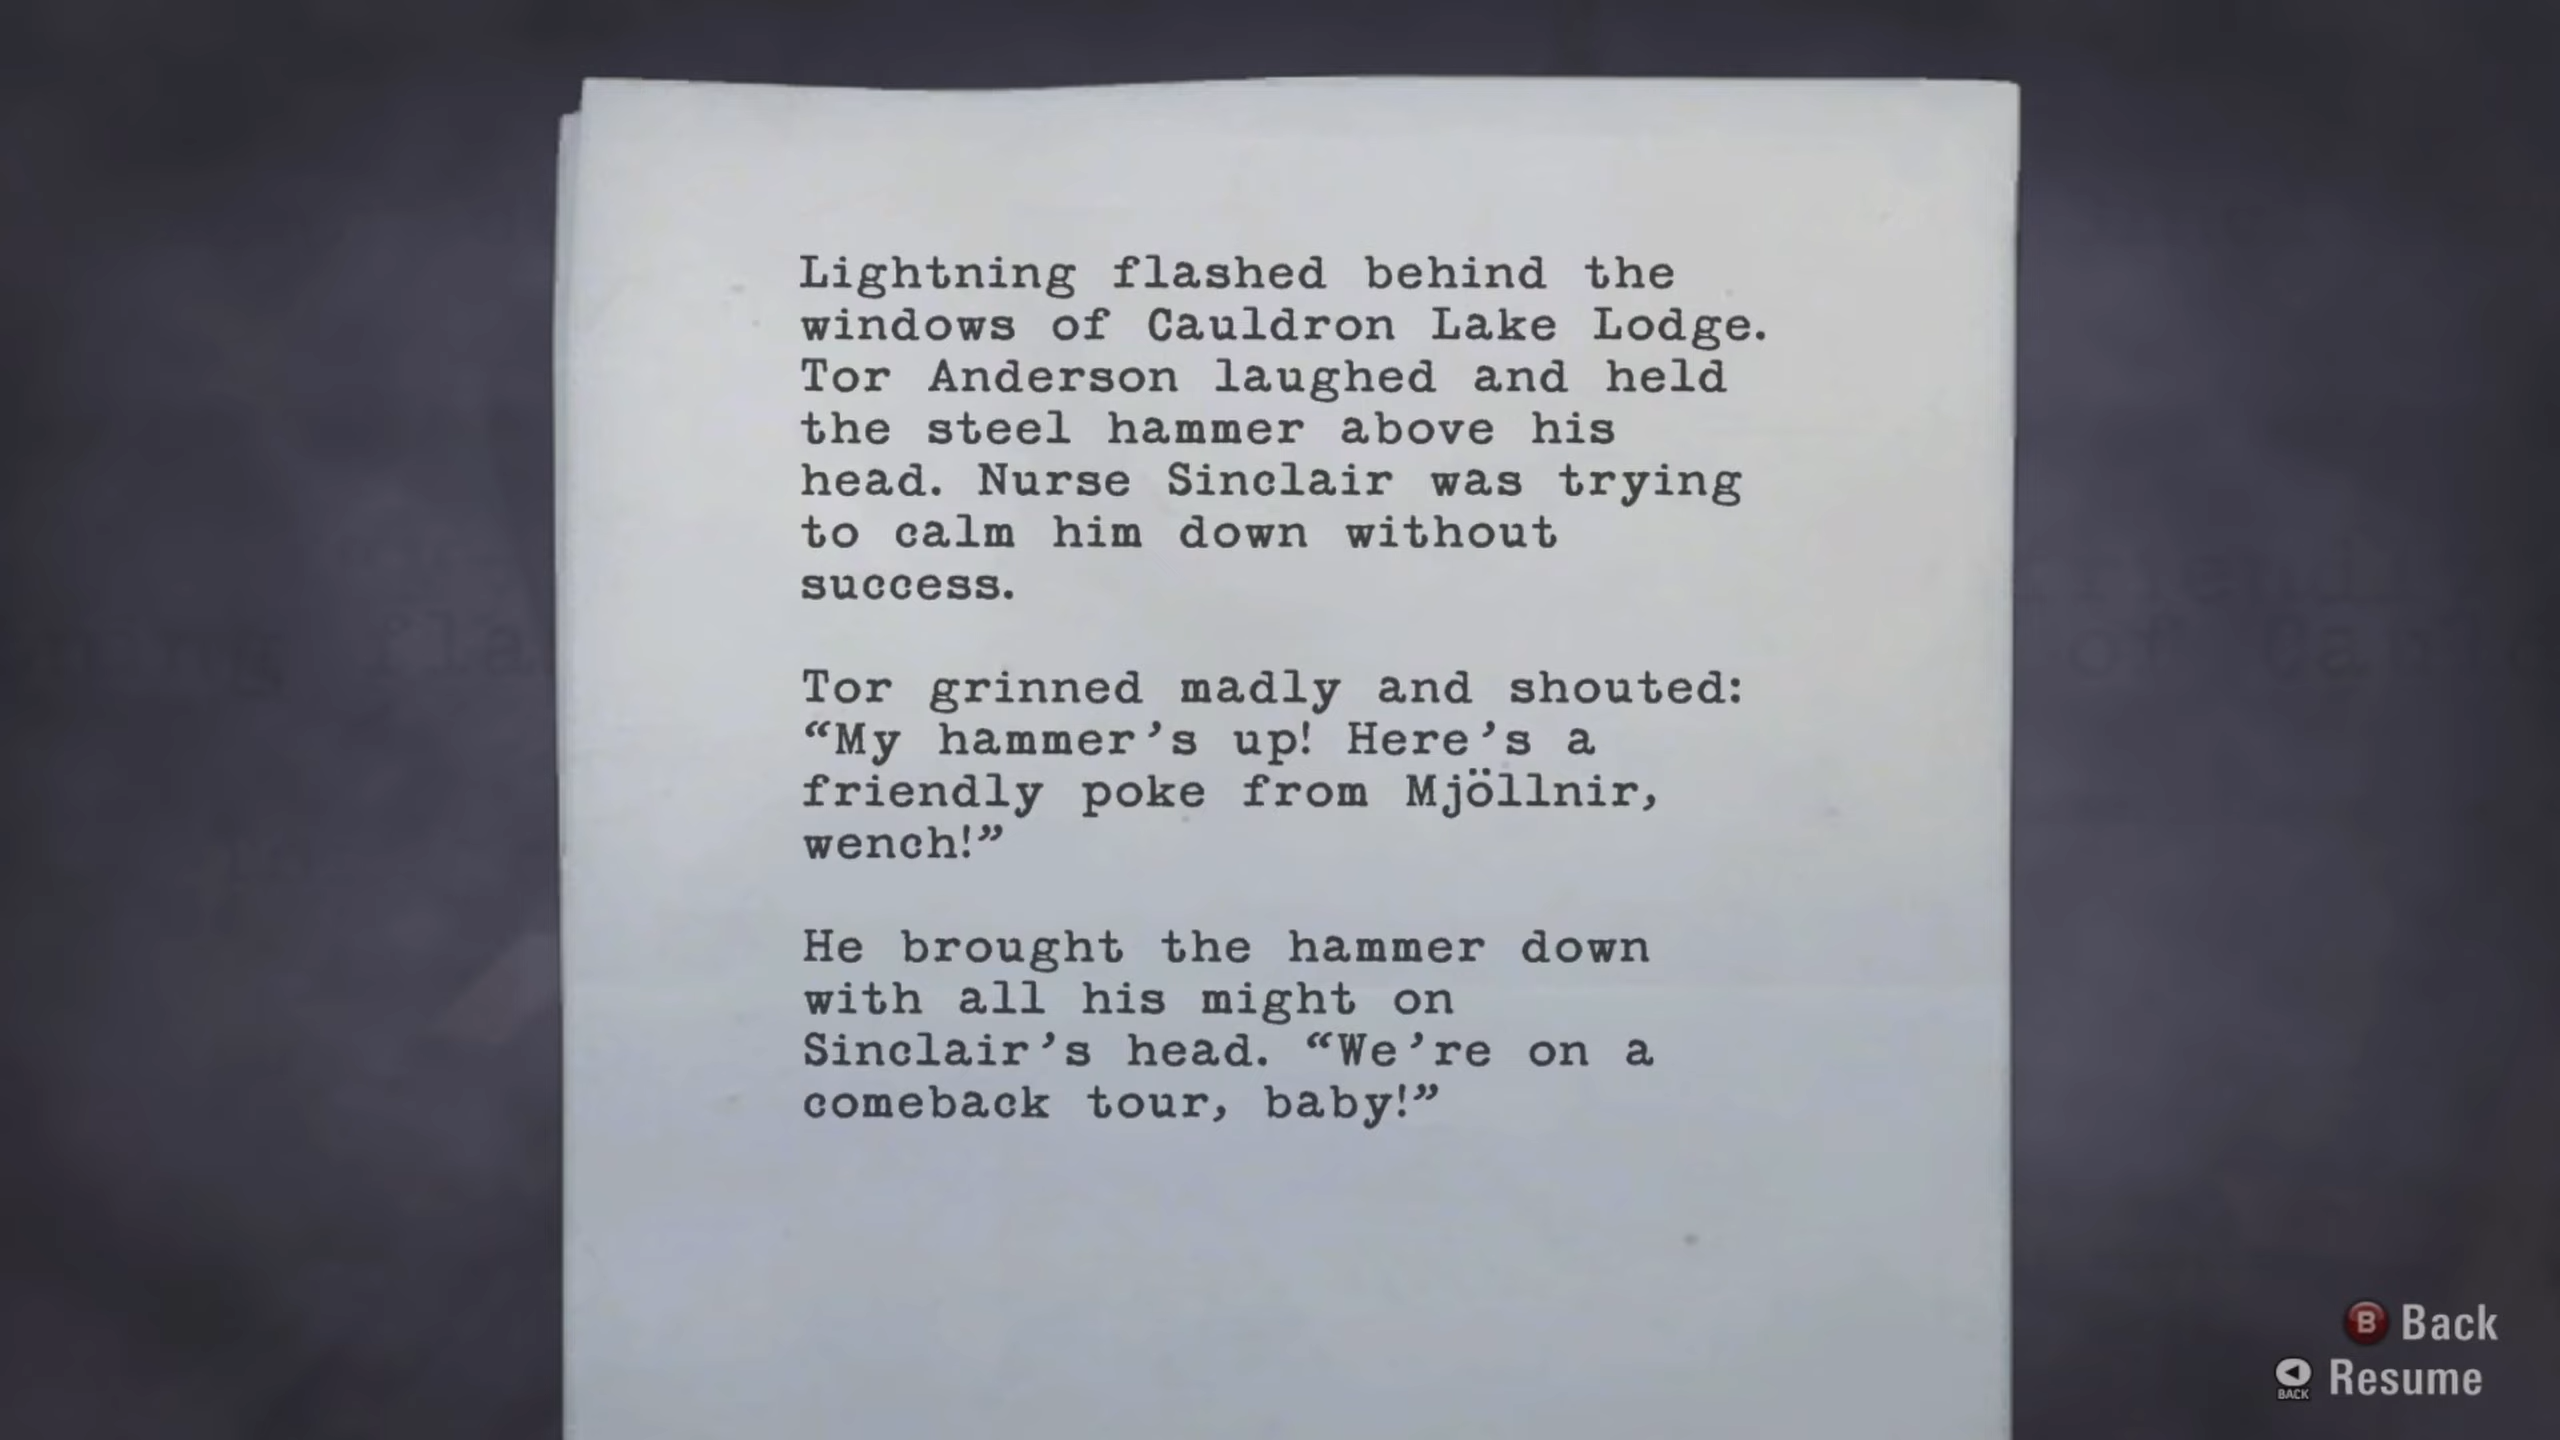 Lightning flashed behind the
windows of Cauldron Lake Lodge.
Tor Anderson laughed and held
the steel hammer above his
head. Nurse Sinclair was trying
to calm him down without
success.
Tor grinned madly and shouted:
“My hammer’s up! Here’s a
friendly poke from Mjöllnir,
wench!”
He brought the hammer down
with all his might on
Sinclair’s head. “We’re on a
comeback tour, baby!”
B Back
BACK Resume